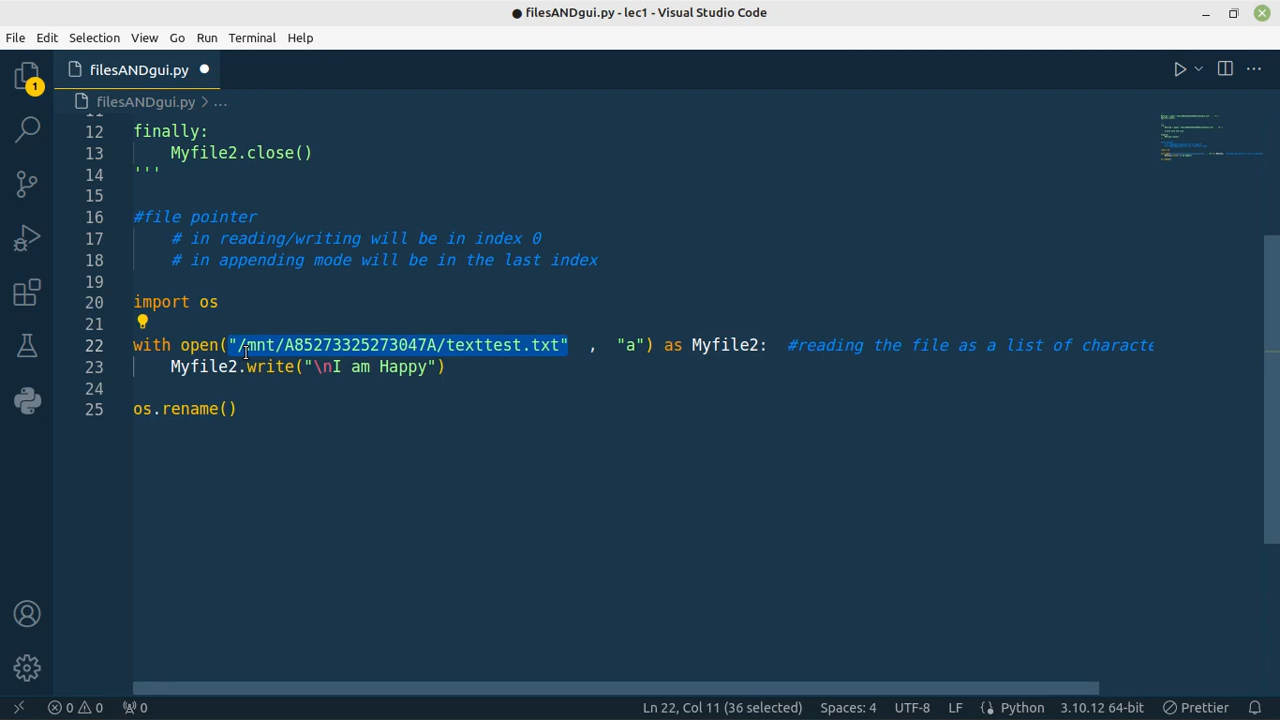 ● filesANDgui.py - lec1 - Visual Studio Code
File Edit Selection View Go Run Terminal Help
filesANDgui.py ●
filesANDgui.py > ...
12 finally:
13 Myfile2.close()
14 '''
15
16 #file pointer
17 # in reading/writing will be in index 0
18 # in appending mode will be in the last index
19
20 import os
21
22 with open("/mnt/A85273325273047A/texttest.txt" , "a") as Myfile2: #reading the file as a list of characte
23 Myfile2.write("\nI am Happy")
24
25 os.rename()
1
0 0 0 Ln 22, Col 11 (36 selected) Spaces: 4 UTF-8 LF Python 3.10.12 64-bit Prettier